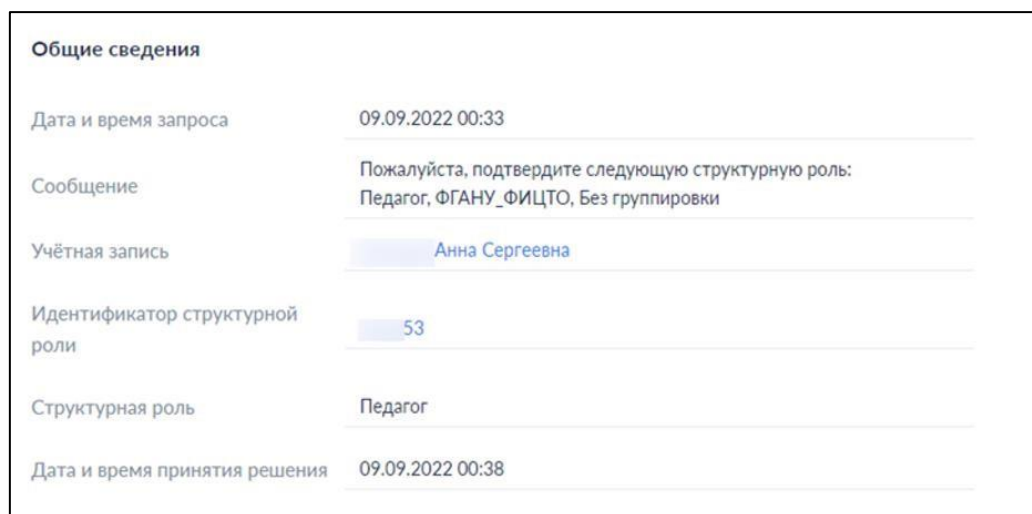 Общие сведения
Дата и время запроса 09.09.2022 00:33
Сообщение Пожалуйста, подтвердите следующую структурную роль:
Педагог, ФГАНУ_ФИЦТО, Без группировки
Учётная запись Анна Сергеевна
Идентификатор структурной
роли 53
Структурная роль Педагог
Дата и время принятия решения 09.09.2022 00:38